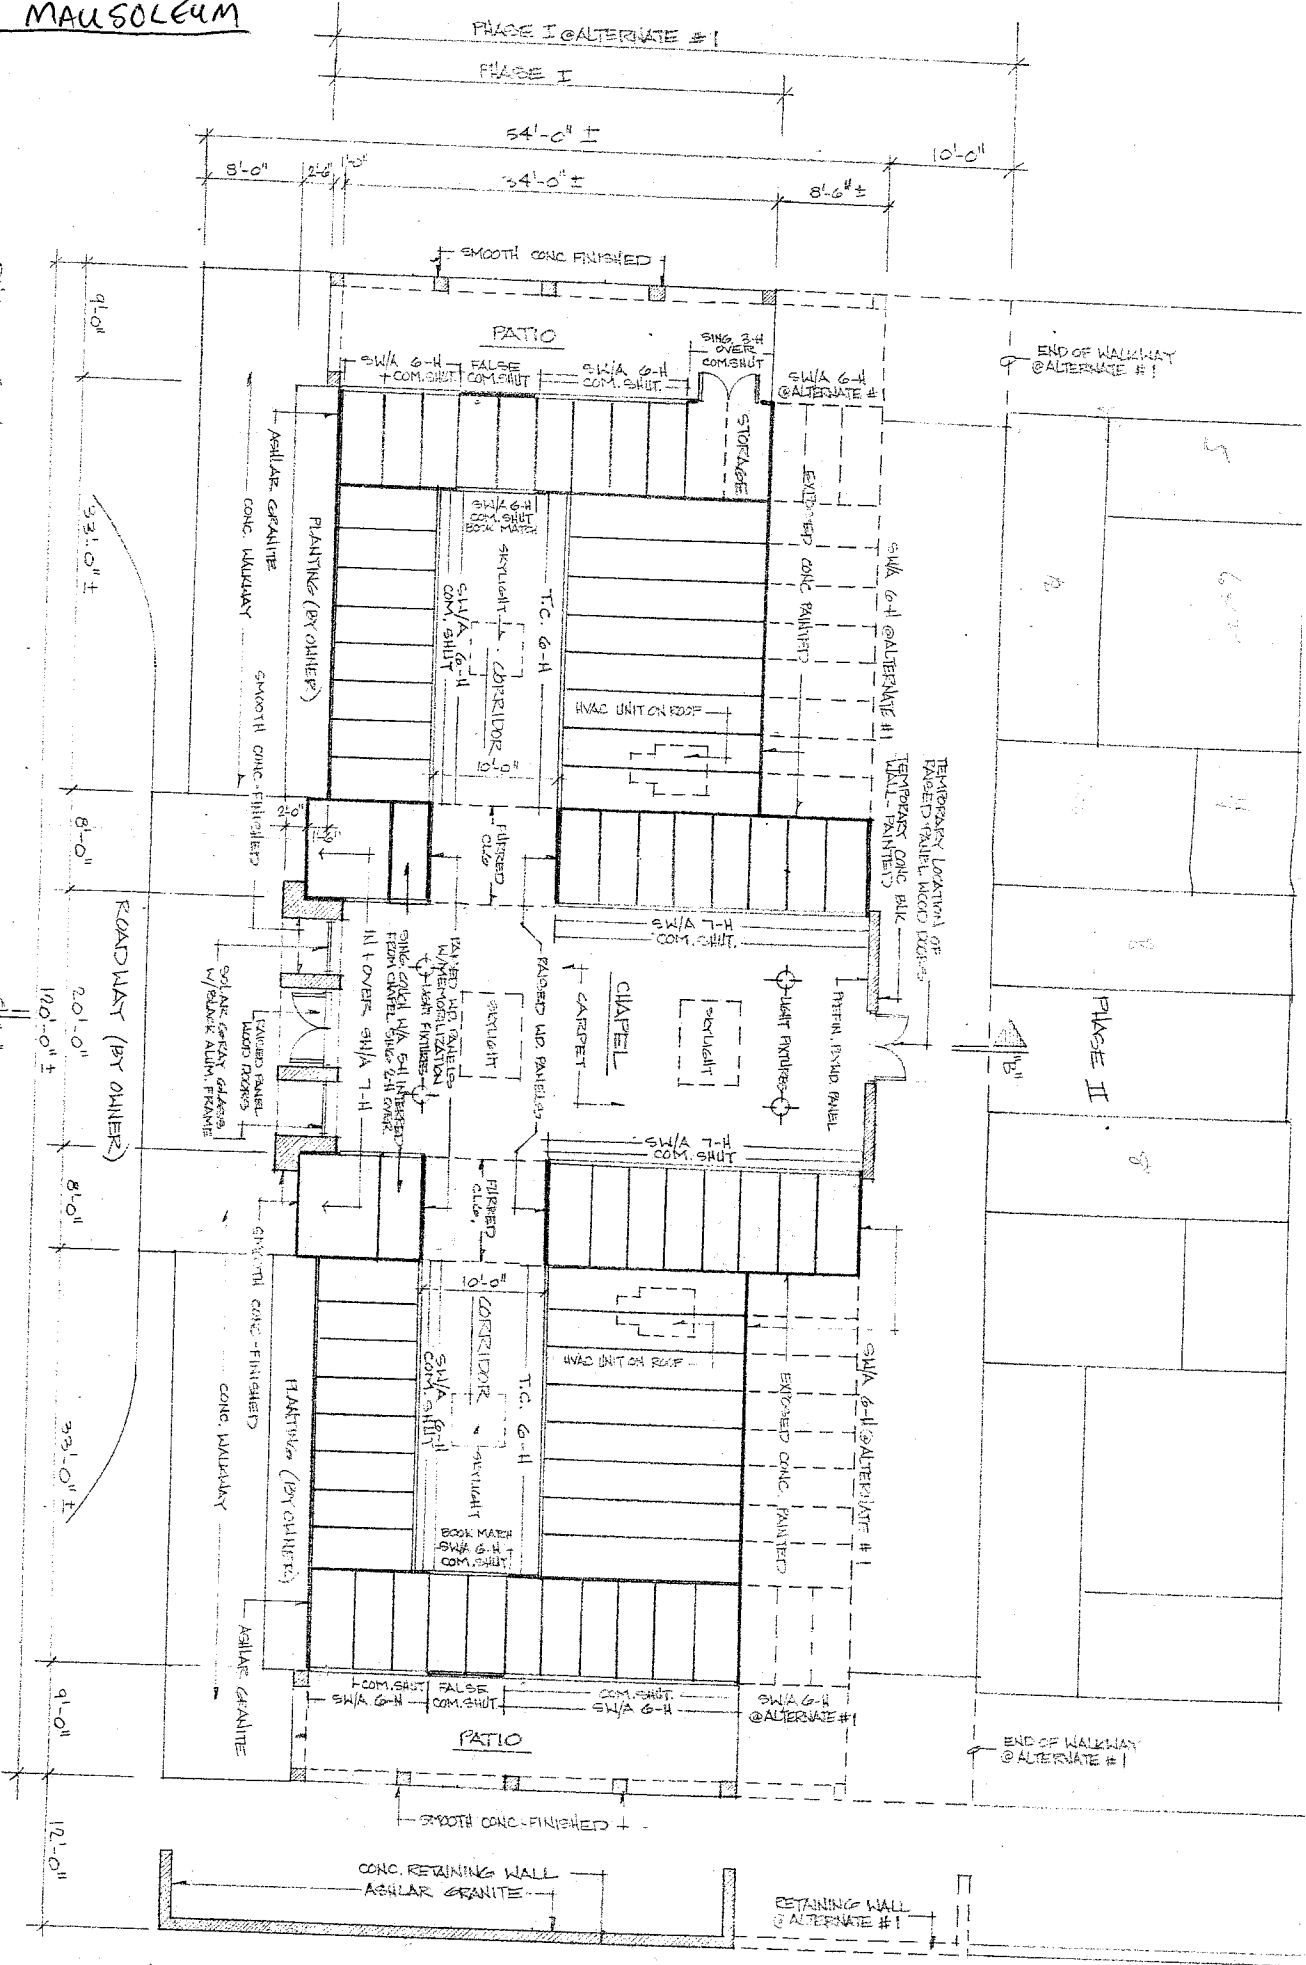 MAUSOLEUM
PHASE I @ALTERNATE #1
PHASE I
54'-0" ±
10'-0"
8'-0"
2'-6"
1'-0"
34'-0" ±
8'-6" ±
SMOOTH CONC FINISHED
9'-0"
PATIO
SING. 3-H
OVER
COM.SHUT
END OF WALKWAY
@ALTERNATE #1
SW/A 6-H
COM.SHUT.
FALSE
COM.SHUT
SW/A 6-H
COM.SHUT.
SW/A 6-H
@ALTERNATE #1
STORAGE
ASHLAR GRANITE
CONC. WALKWAY
PLANTING (BY OWNER)
33'-0" ±
SW/A 6-H
COM.SHUT
BOOK MATCH
SKYLIGHT
SW/A 6-H
COM. SHUT
T.C. 6-H
CORRIDOR
EXPOSED CONC PAINTED
SW/A 6-H @ALTERNATE #1
SMOOTH CONC.-FINISHED
HVAC UNIT ON ROOF
10'-0"
TEMPORARY LOCATION OF
RAISED PANEL WOOD DOORS
TEMPORARY CONC BLK
WALL - PAINTED
8'-0"
2'-0"
FURRED
CLG
SW/A 7-H
COM. SHUT.
ROADWAY (BY OWNER)
20'-0"
120'-0" ±
SOLAR GRAY GLASS
W/BLACK ALUM. FRAME
RAISED PANEL
WOOD DOORS
IN 1 OVER SW/A 7-H
SING. COUCH W/A 5-H INTERRED
FROM CHAPEL SING. 2-H OVER
RAISED WD. PANELS
W/MEMORILIZATION
LIGHT FIXTURES
SKYLIGHT
RAISED WD. PANELS
CARPET
CHAPEL
SKYLIGHT
LIGHT FIXTURES
PREFIN. PLYWD. PANEL
"B"
PHASE II
SW/A 7-H
COM. SHUT
8'-0"
FURRED
CLG.
10'-0"
CORRIDOR
SKYLIGHT
SW/A 6-H
COM. SHUT
T.C. 6-H
HVAC UNIT ON ROOF
EXPOSED CONC. PAINTED
SW/A 6-H @ALTERNATE #1
SMOOTH CONC.-FINISHED
CONC. WALKWAY
PLANTING (BY OWNER)
33'-0" ±
BOOK MATCH
SW/A 6-H
COM.SHUT.
ASHLAR GRANITE
COM.SHUT
SW/A 6-H
FALSE
COM.SHUT
COM.SHUT.
SW/A 6-H
SW/A 6-H
@ALTERNATE #1
9'-0"
PATIO
END OF WALKWAY
@ALTERNATE #1
SMOOTH CONC.-FINISHED
12'-0"
CONC. RETAINING WALL
ASHLAR GRANITE
RETAINING WALL
@ALTERNATE #1